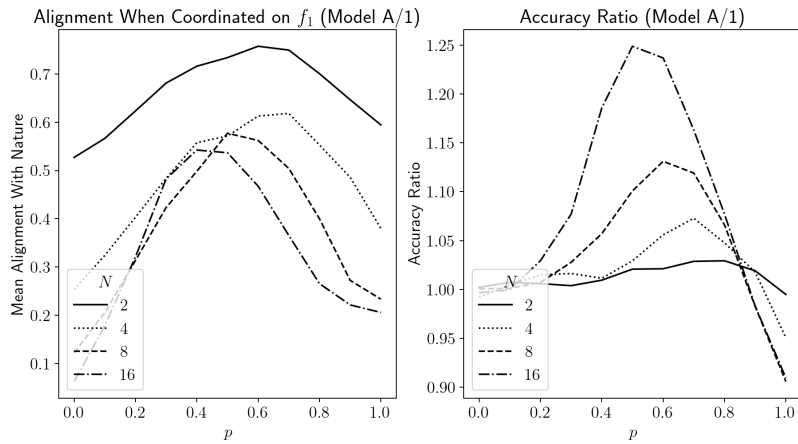 Alignment When Coordinated on f₁ (Model A/1)
Mean Alignment With Nature
0.7
0.6
0.5
0.4
0.3
0.2
0.1
N
2
4
8
16
0.0 0.2 0.4 0.6 0.8 1.0
p
Accuracy Ratio (Model A/1)
Accuracy Ratio
1.25
1.20
1.15
1.10
1.05
1.00
0.95
0.90
N
2
4
8
16
0.0 0.2 0.4 0.6 0.8 1.0
p